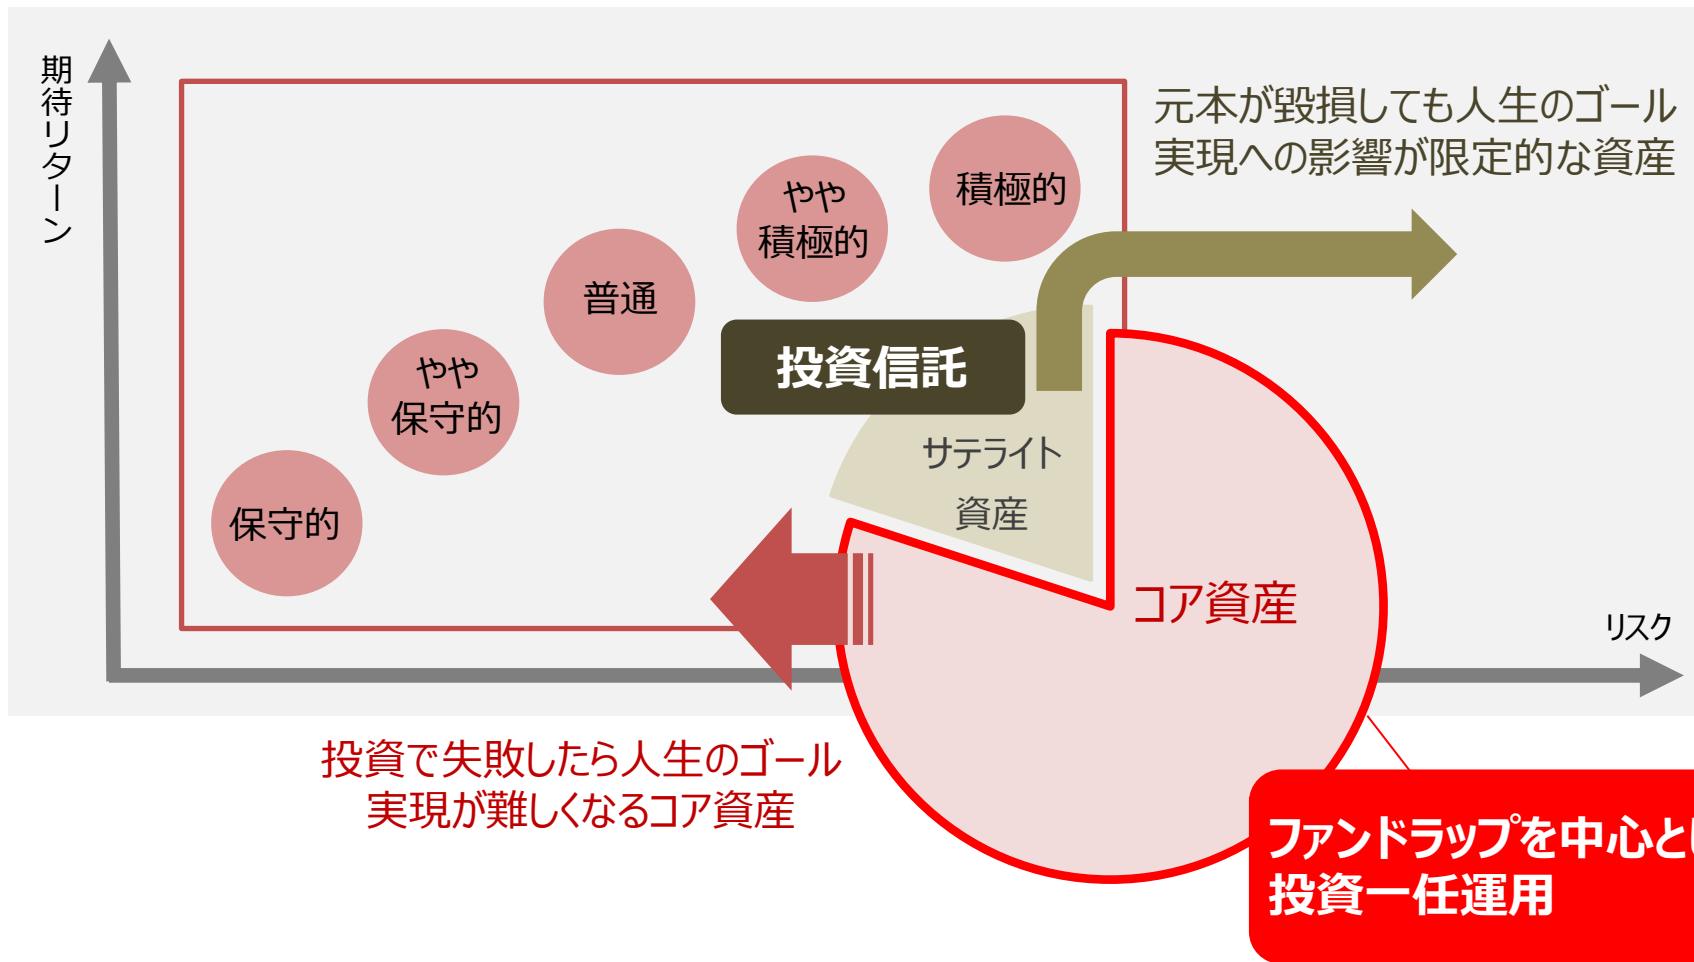 期待リターン
元本が毀損しても人生のゴール
実現への影響が限定的な資産
積極的
やや
積極的
普通
やや
保守的
保守的
投資信託
サテライト
資産
コア資産
リスク
投資で失敗したら人生のゴール
実現が難しくなるコア資産
ファンドラップを中心とし
投資一任運用